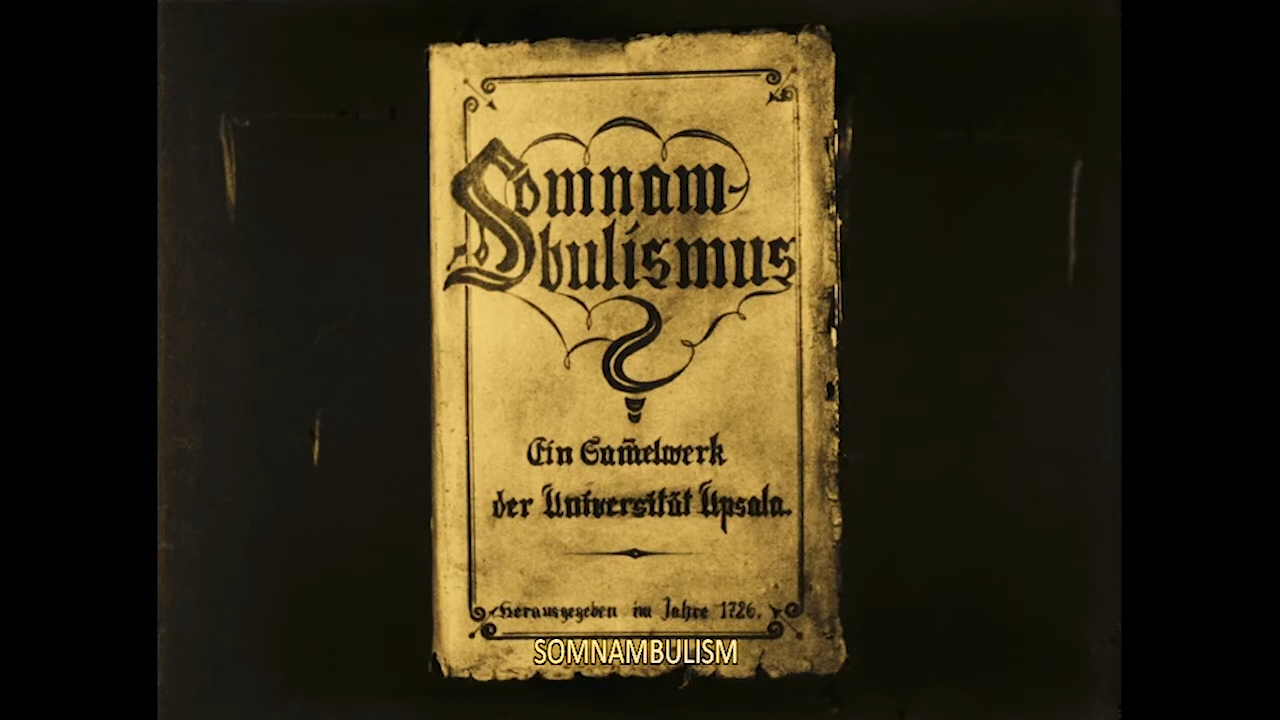 Somnam-
bulismus
Ein Sam̃elwerk
der Universität Upsala.
Herausgegeben im Jahre 1726.
SOMNAMBULISM